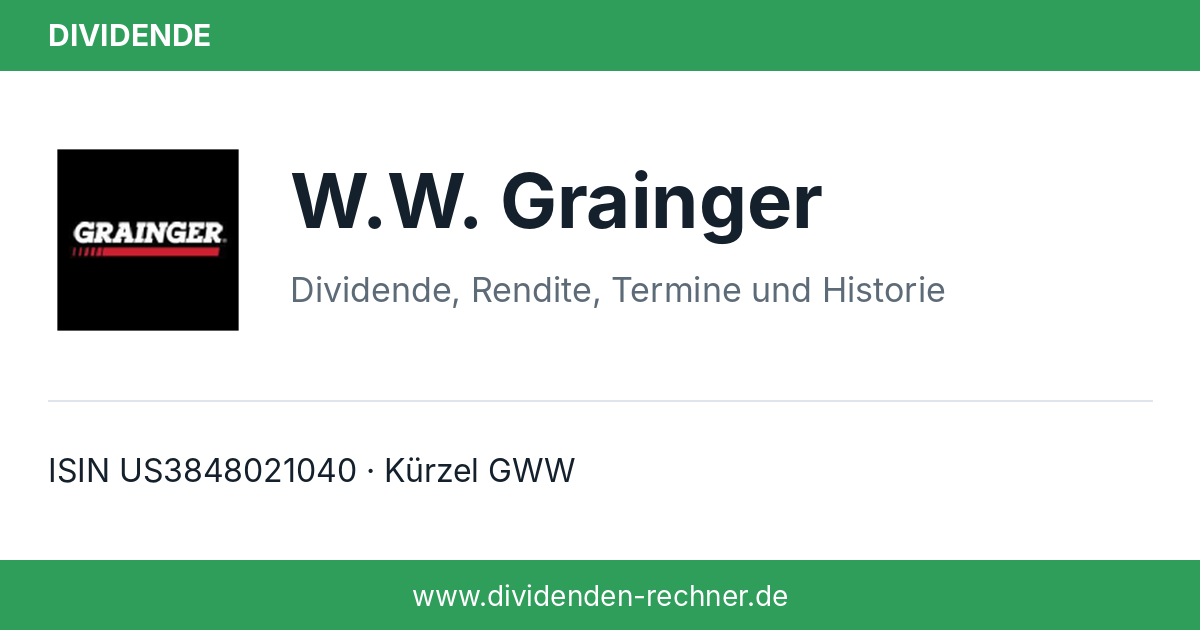 DIVIDENDE
GRAINGER
W.W. Grainger
Dividende, Rendite, Termine und Historie
ISIN US3848021040 · Kürzel GWW
www.dividenden-rechner.de